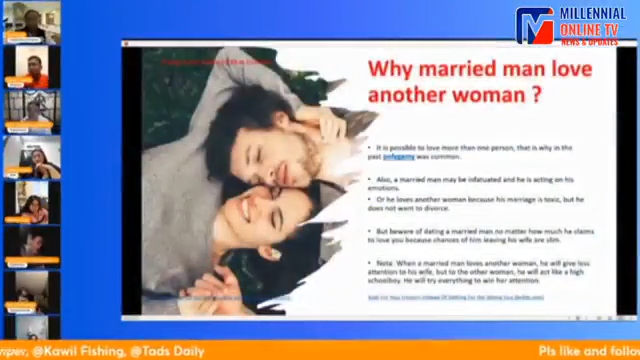 MILLENNIAL
ONLINE TV
NEWS & UPDATES
Why married man love
another woman ?
• It is possible to love more than one person, that is why in the
past polygamy was common.
• Also, a married man may be infatuated and he is acting on his
emotions.
• Or he loves another woman because his marriage is toxic, but he
does not want to divorce.
• But beware of dating a married man no matter how much he claims
to love you because chances of him leaving his wife are slim.
• Note: When a married man loves another woman, he will give less
attention to his wife, but to the other woman, he will act like a high
schoolboy. He will try everything to win her attention.
@Kawil Fishing, @Tads Daily
Pls like and follo